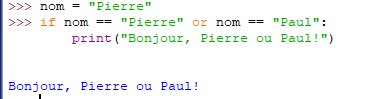 >>> nom = "Pierre"
>>> if nom == "Pierre" or nom == "Paul":
        print("Bonjour, Pierre ou Paul!")
Bonjour, Pierre ou Paul!